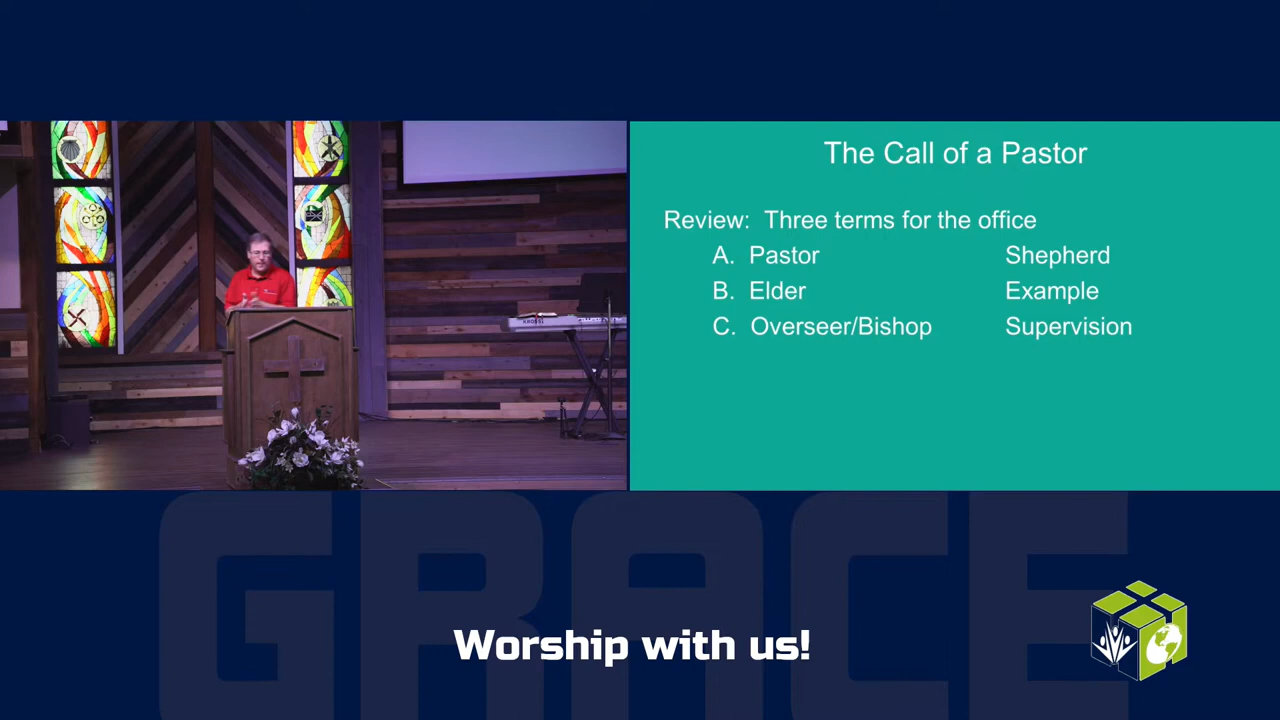 The Call of a Pastor
Review: Three terms for the office
A. Pastor Shepherd
B. Elder Example
C. Overseer/Bishop Supervision
KROSS
GRACE
Worship with us!